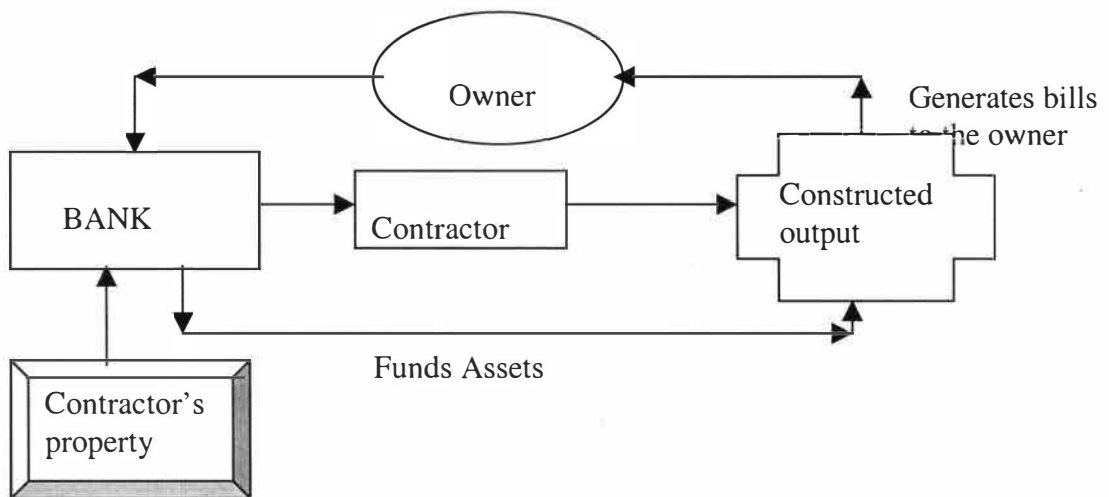 Owner
Generates bills
to the owner
BANK
Contractor
Constructed
output
Funds Assets
Contractor's
property